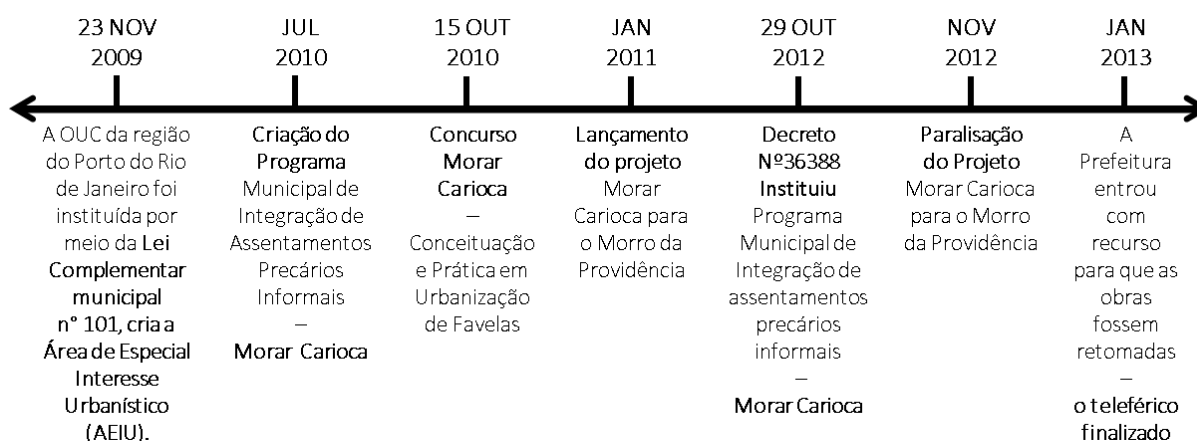 23 NOV
2009
A OUC da região
do Porto do Rio
de Janeiro foi
instituída por
meio da Lei
Complementar
municipal
n° 101, cria a
Área de Especial
Interesse
Urbanístico
(AEIU).
JUL
2010
Criação do
Programa
Municipal de
Integração de
Assentamentos
Precários
Informais
–
Morar Carioca
15 OUT
2010
Concurso
Morar
Carioca
–
Conceituação
e Prática em
Urbanização
de Favelas
JAN
2011
Lançamento
do projeto
Morar
Carioca para
o Morro da
Providência
29 OUT
2012
Decreto
Nº36388
Instituiu
Programa
Municipal de
Integração de
assentamentos
precários
informais
–
Morar Carioca
NOV
2012
Paralisação
do Projeto
Morar Carioca
para o Morro
da Providência
JAN
2013
A
Prefeitura
entrou
com
recurso
para que as
obras
fossem
retomadas
–
o teleférico
finalizado